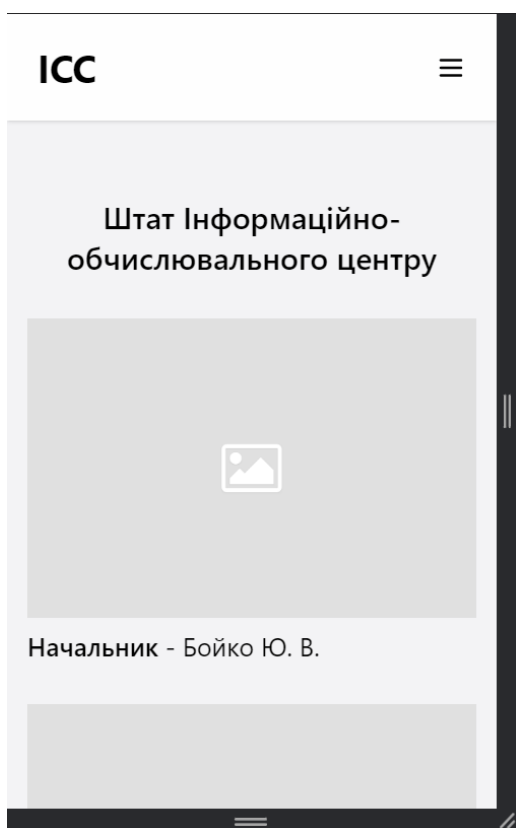 ICC
Штат Інформаційно-
обчислювального центру
Начальник - Бойко Ю. В.